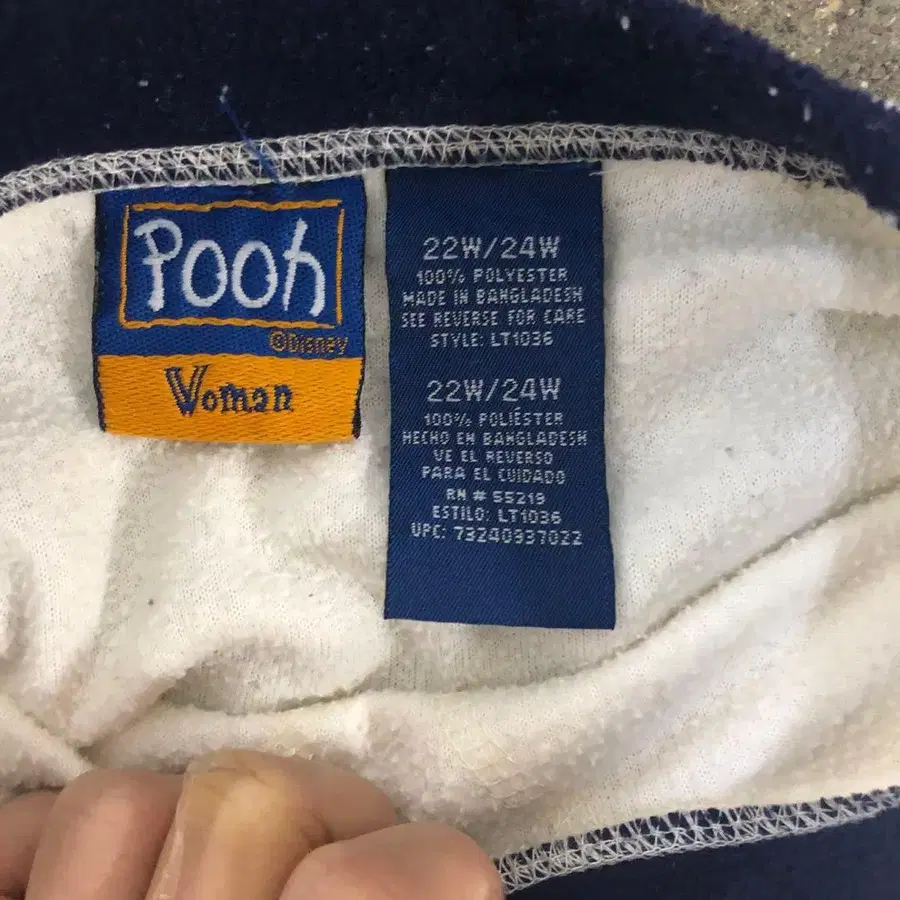 Pooh
©Disney
Woman
22W/24W
100% POLYESTER
MADE IN BANGLADESH
SEE REVERSE FOR CARE
STYLE: LT1036
22W/24W
100% POLIÉSTER
HECHO EN BANGLADESH
VE EL REVERSO
PARA EL CUIDADO
RN # 55219
ESTILO: LT1036
UPC: 73240937022